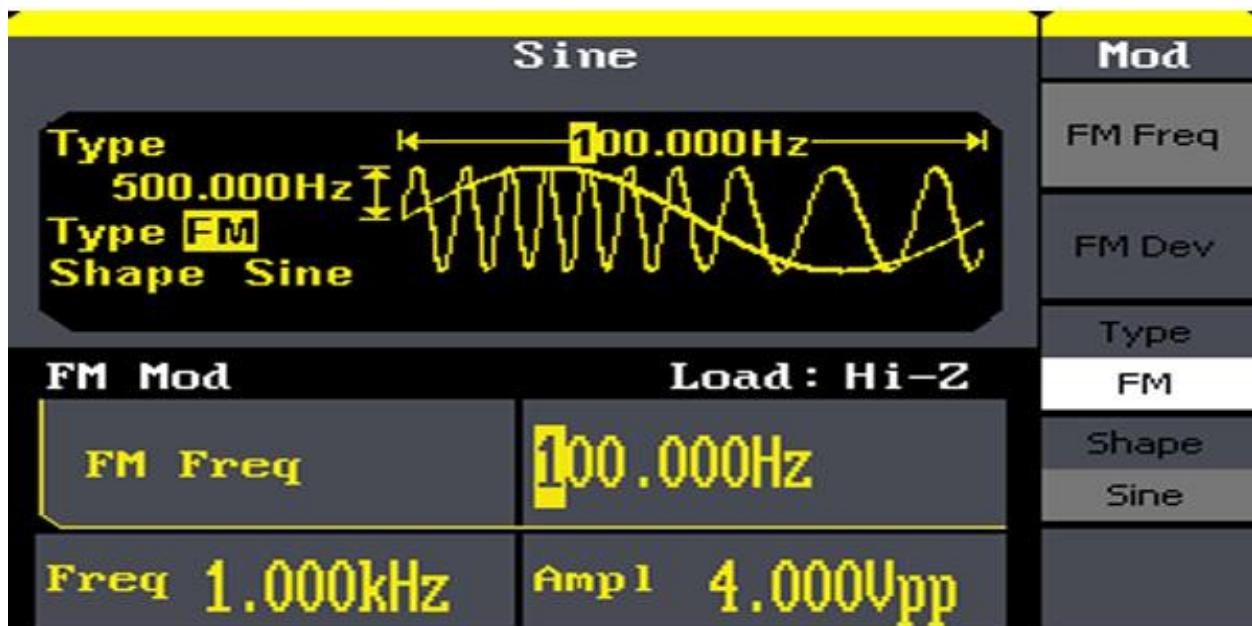 Sine
Mod
Type
100.000Hz
FM Freq
500.000Hz
Type FM
Shape Sine
FM Dev
Type
FM
FM Mod
Load: Hi-Z
FM Freq
100.000Hz
Shape
Sine
Freq 1.000kHz
Ampl 4.000Vpp